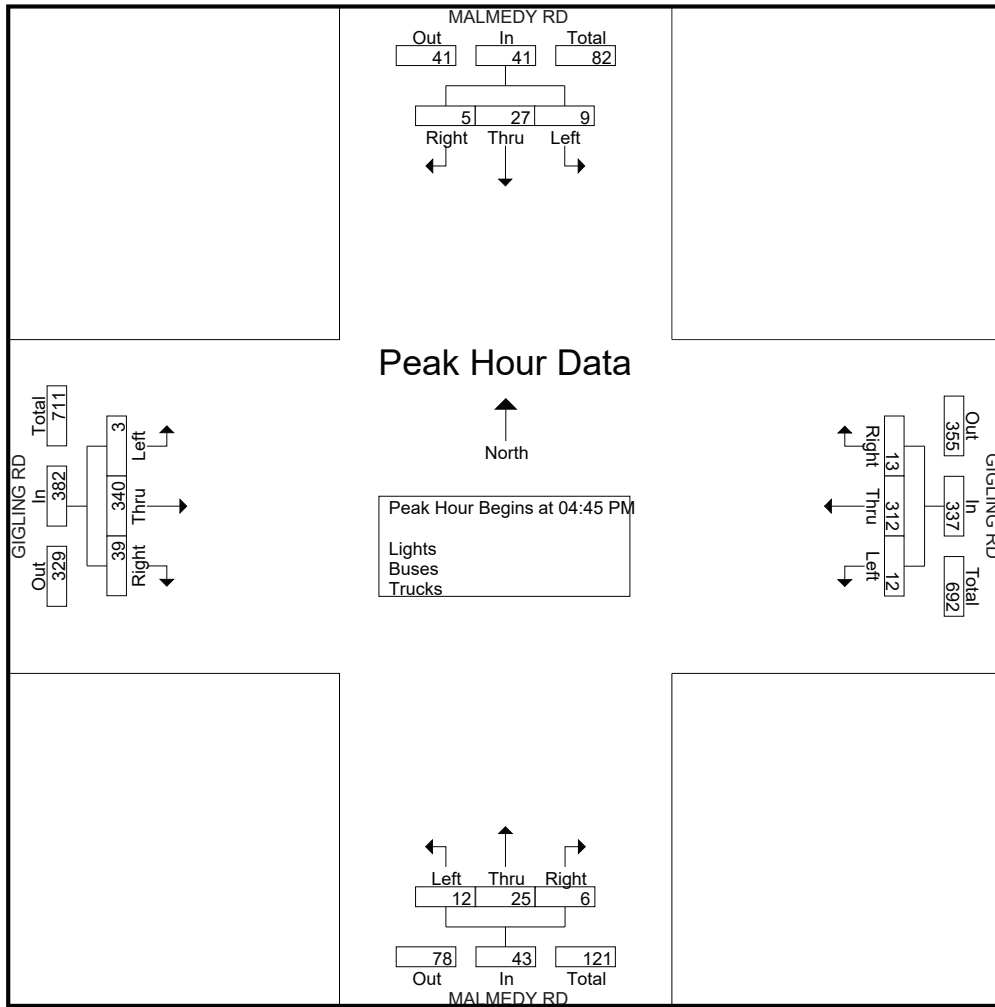 MALMEDY RD
Out In Total
41 41 82
5 27 9
Right Thru Left
Peak Hour Data
North
Peak Hour Begins at 04:45 PM
Lights
Buses
Trucks
GIGLING RD
Total In Out
711 382 329
3 340 39
Left Thru Right
Right Thru Left
13 312 12
355 337 692
Out In Total
GIGLING RD
Left Thru Right
12 25 6
78 43 121
Out In Total
MALMEDY RD